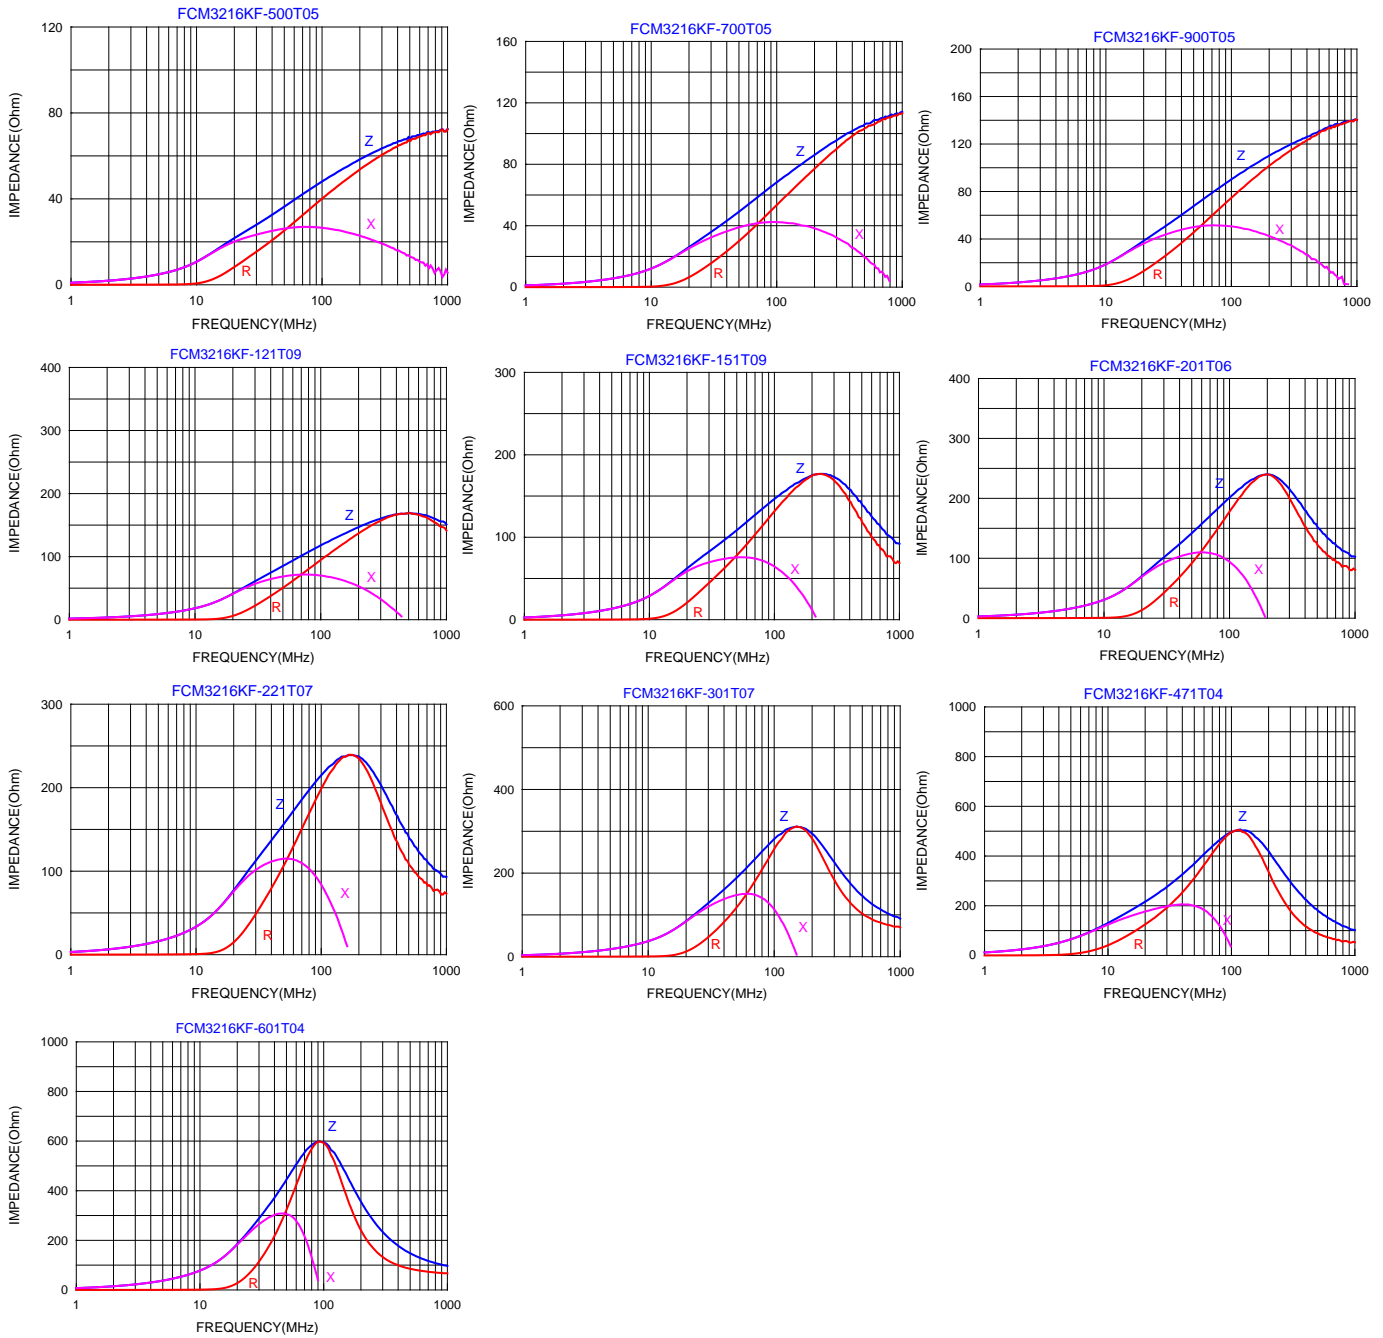 FCM3216KF-500T05
IMPEDANCE(Ohm)
120
80
40
0
Z
X
R
1
10
100
1000
FREQUENCY(MHz)
FCM3216KF-700T05
IMPEDANCE(Ohm)
160
120
80
40
0
Z
X
R
1
10
100
1000
FREQUENCY(MHz)
FCM3216KF-900T05
IMPEDANCE(Ohm)
200
160
120
80
40
0
Z
X
R
1
10
100
1000
FREQUENCY(MHz)
FCM3216KF-121T09
IMPEDANCE(Ohm)
400
300
200
100
0
Z
X
R
1
10
100
1000
FREQUENCY(MHz)
FCM3216KF-151T09
IMPEDANCE(Ohm)
300
200
100
0
Z
X
R
1
10
100
1000
FREQUENCY(MHz)
FCM3216KF-201T06
IMPEDANCE(Ohm)
400
300
200
100
0
Z
X
R
1
10
100
1000
FREQUENCY(MHz)
FCM3216KF-221T07
IMPEDANCE(Ohm)
300
200
100
0
Z
X
R
1
10
100
1000
FREQUENCY(MHz)
FCM3216KF-301T07
IMPEDANCE(Ohm)
600
400
200
0
Z
X
R
1
10
100
1000
FREQUENCY(MHz)
FCM3216KF-471T04
IMPEDANCE(Ohm)
1000
800
600
400
200
0
Z
X
R
1
10
100
1000
FREQUENCY(MHz)
FCM3216KF-601T04
IMPEDANCE(Ohm)
1000
800
600
400
200
0
Z
X
R
1
10
100
1000
FREQUENCY(MHz)